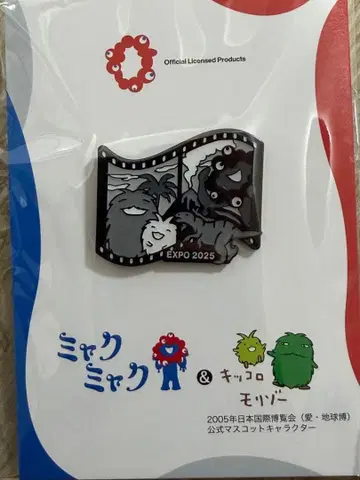 Official Licensed Products
EXPO 2025
ミャク
ミャク
&
キッコロ
モリゾー
2005年日本国際博覧会（愛・地球博）
公式マスコットキャラクター